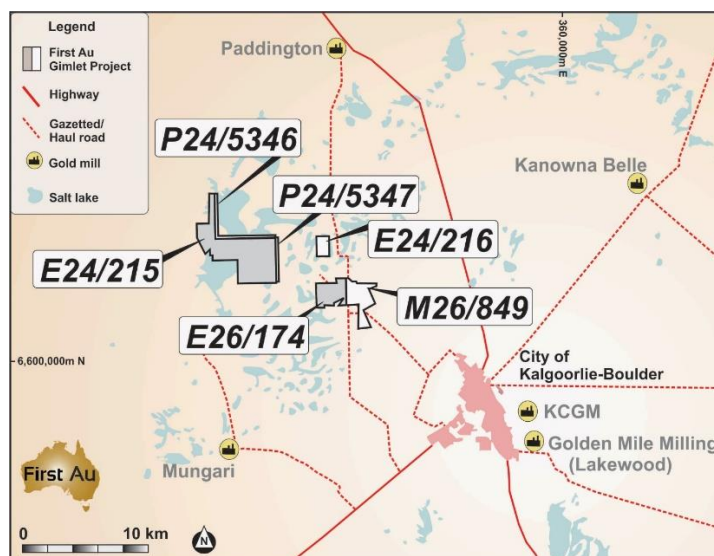 Legend
First Au
Gimlet Project
Highway
Gazetted/
Haul road
Gold mill
Salt lake
Paddington
360,000m E
P24/5346
P24/5347
Kanowna Belle
E24/215
E24/216
E26/174
M26/849
6,600,000m N
City of
Kalgoorlie-Boulder
KCGM
Golden Mile Milling
(Lakewood)
Mungari
First Au
0 10 km
N